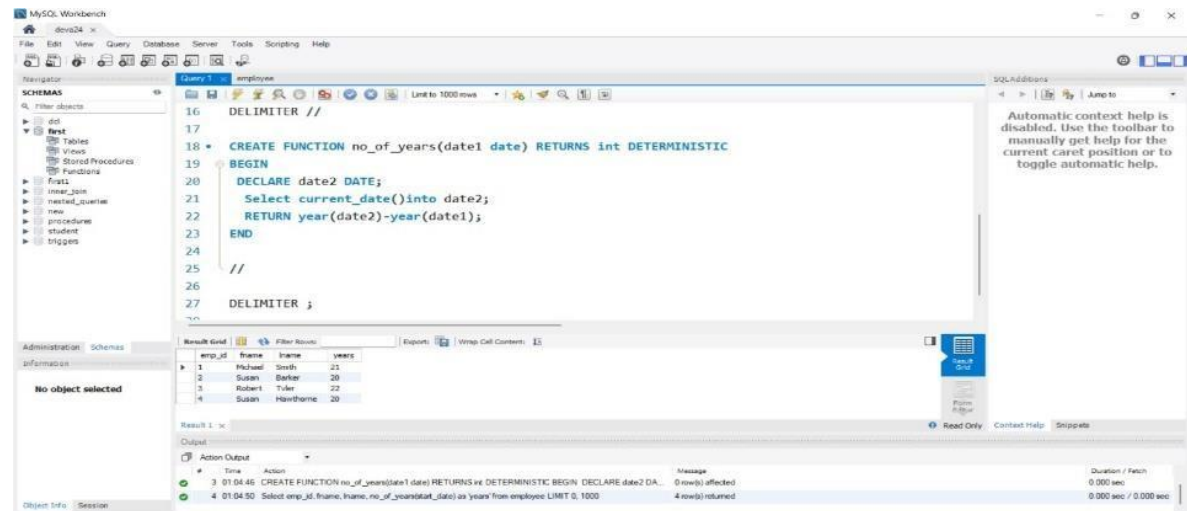 MySQL Workbench
deva24 ×
File Edit View Query Database Server Tools Scripting Help
Navigator
SCHEMAS
Filter objects
dcl
first
Tables
Views
Stored Procedures
Functions
first1
inner_join
nested_queries
new
procedures
student
triggers
Administration Schemas
Information
No object selected
Object Info Session
Query 1 × employee
Limit to 1000 rows
16 DELIMITER //
17
18 CREATE FUNCTION no_of_years(date1 date) RETURNS int DETERMINISTIC
19 BEGIN
20 DECLARE date2 DATE;
21 Select current_date()into date2;
22 RETURN year(date2)-year(date1);
23 END
24
25 //
26
27 DELIMITER ;
Result Grid Filter Rows: Export: Wrap Cell Content:
emp_id fname lname years
1 Michael Smith 21
2 Susan Barker 20
3 Robert Tyler 22
4 Susan Hawthorne 20
Result Grid
Form Editor
Result 1 ×
Read Only
Output
Action Output
# Time Action Message Duration / Fetch
3 01:04:46 CREATE FUNCTION no_of_years(date1 date) RETURNS int DETERMINISTIC BEGIN DECLARE date2 DA... 0 row(s) affected 0.000 sec
4 01:04:50 Select emp_id, fname, lname, no_of_years(start_date) as 'years' from employee LIMIT 0, 1000 4 row(s) returned 0.000 sec / 0.000 sec
SQLAdditions
Jump to
Automatic context help is
disabled. Use the toolbar to
manually get help for the
current caret position or to
toggle automatic help.
Context Help Snippets